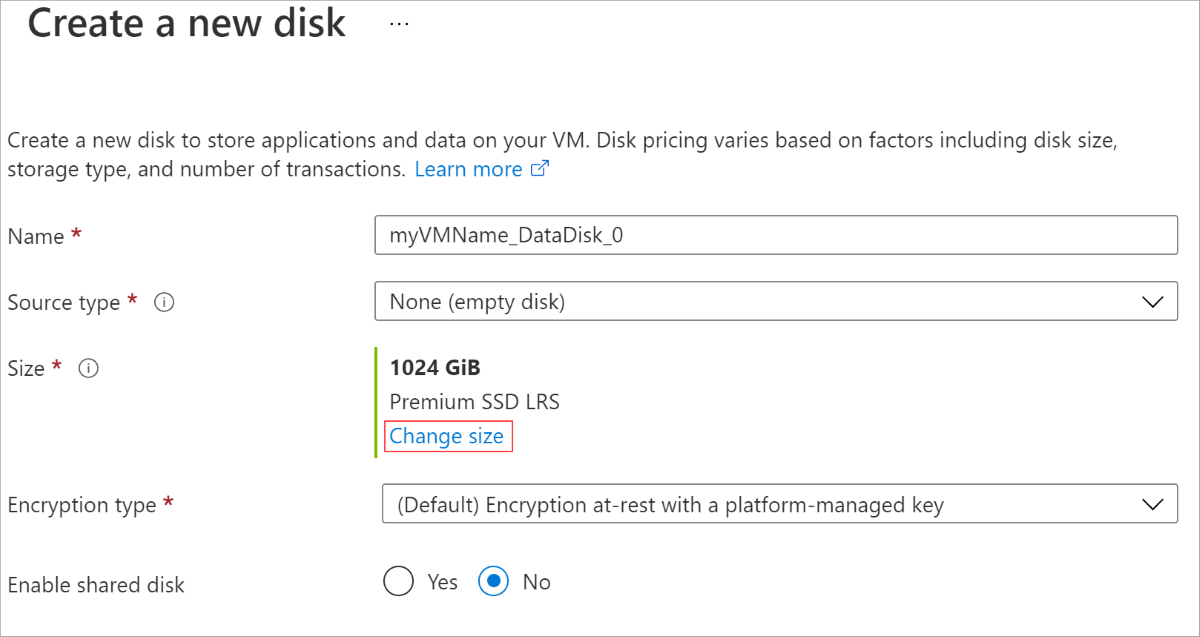 Create a new disk ...
Create a new disk to store applications and data on your VM. Disk pricing varies based on factors including disk size,
storage type, and number of transactions. Learn more
Name *
myVMName_DataDisk_0
Source type *
None (empty disk)
Size *
1024 GiB
Premium SSD LRS
Change size
Encryption type *
(Default) Encryption at-rest with a platform-managed key
Enable shared disk
Yes No